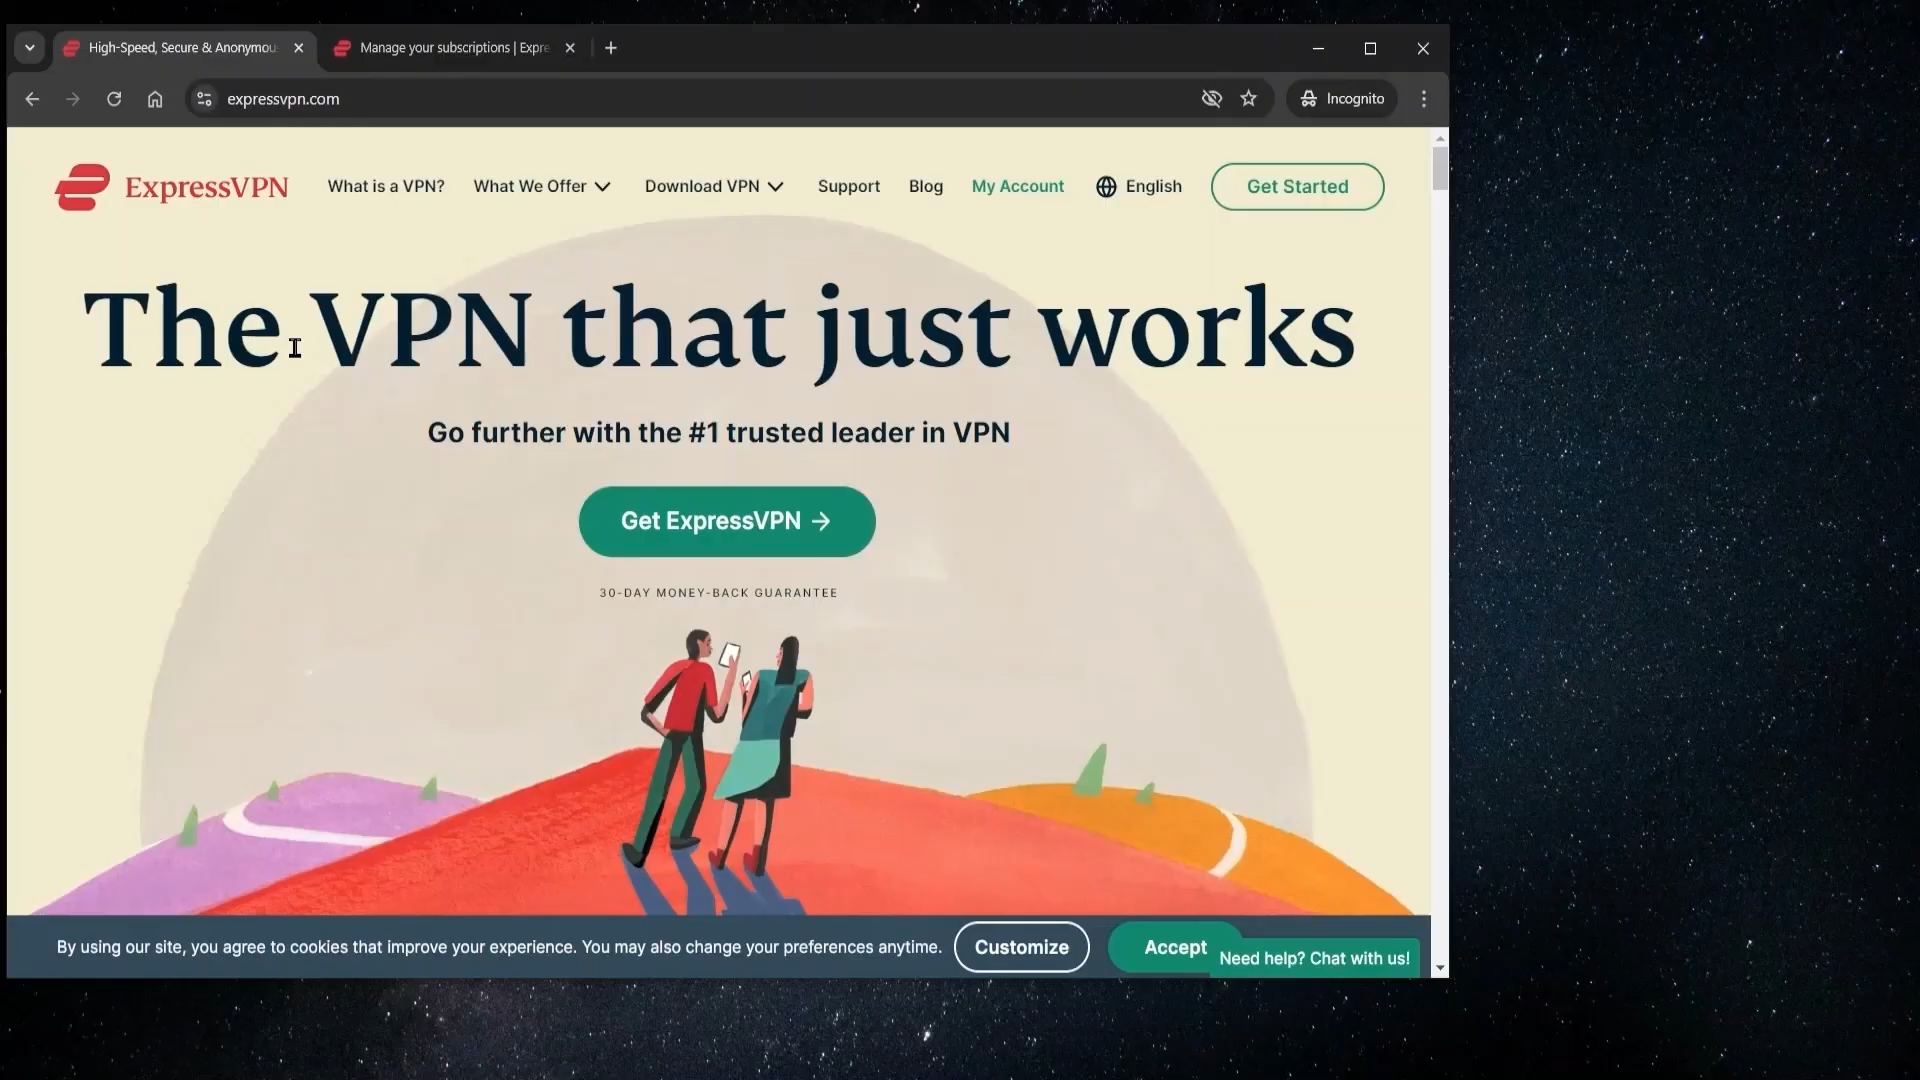 High-Speed, Secure & Anonymou
Manage your subscriptions | Expre
expressvpn.com
Incognito
ExpressVPN
What is a VPN?
What We Offer
Download VPN
Support
Blog
My Account
English
Get Started
The VPN that just works
Go further with the #1 trusted leader in VPN
Get ExpressVPN →
30-DAY MONEY-BACK GUARANTEE
By using our site, you agree to cookies that improve your experience. You may also change your preferences anytime.
Customize
Accept
Need help? Chat with us!